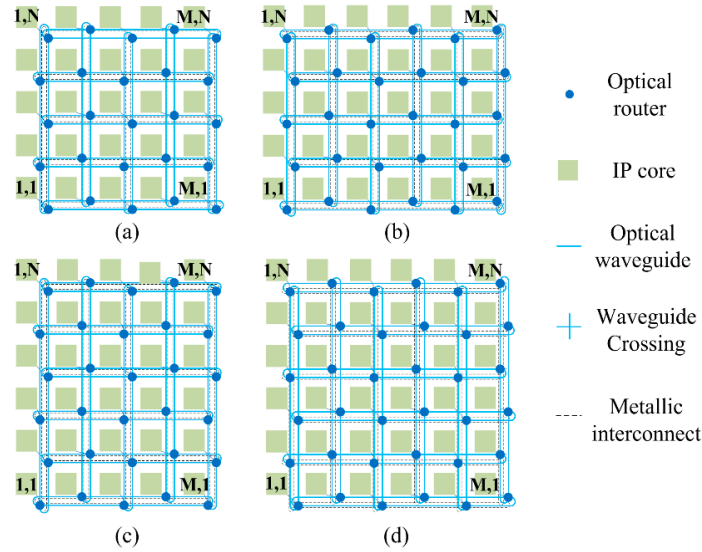 1,N
M,N
1,1
M,1
(a)
1,N
M,N
1,1
M,1
(b)
1,N
M,N
1,1
M,1
(c)
1,N
M,N
1,1
M,1
(d)
Optical
router
IP core
Optical
waveguide
Waveguide
Crossing
Metallic
interconnect